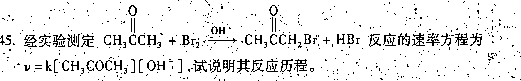 45. 经实验测定 CH₃CCH₃ + Br₂ —OH⁻→ CH₃CCH₂Br + HBr 反应的速率方程为
v = k[CH₃COCH₃][OH⁻],试说明其反应历程。